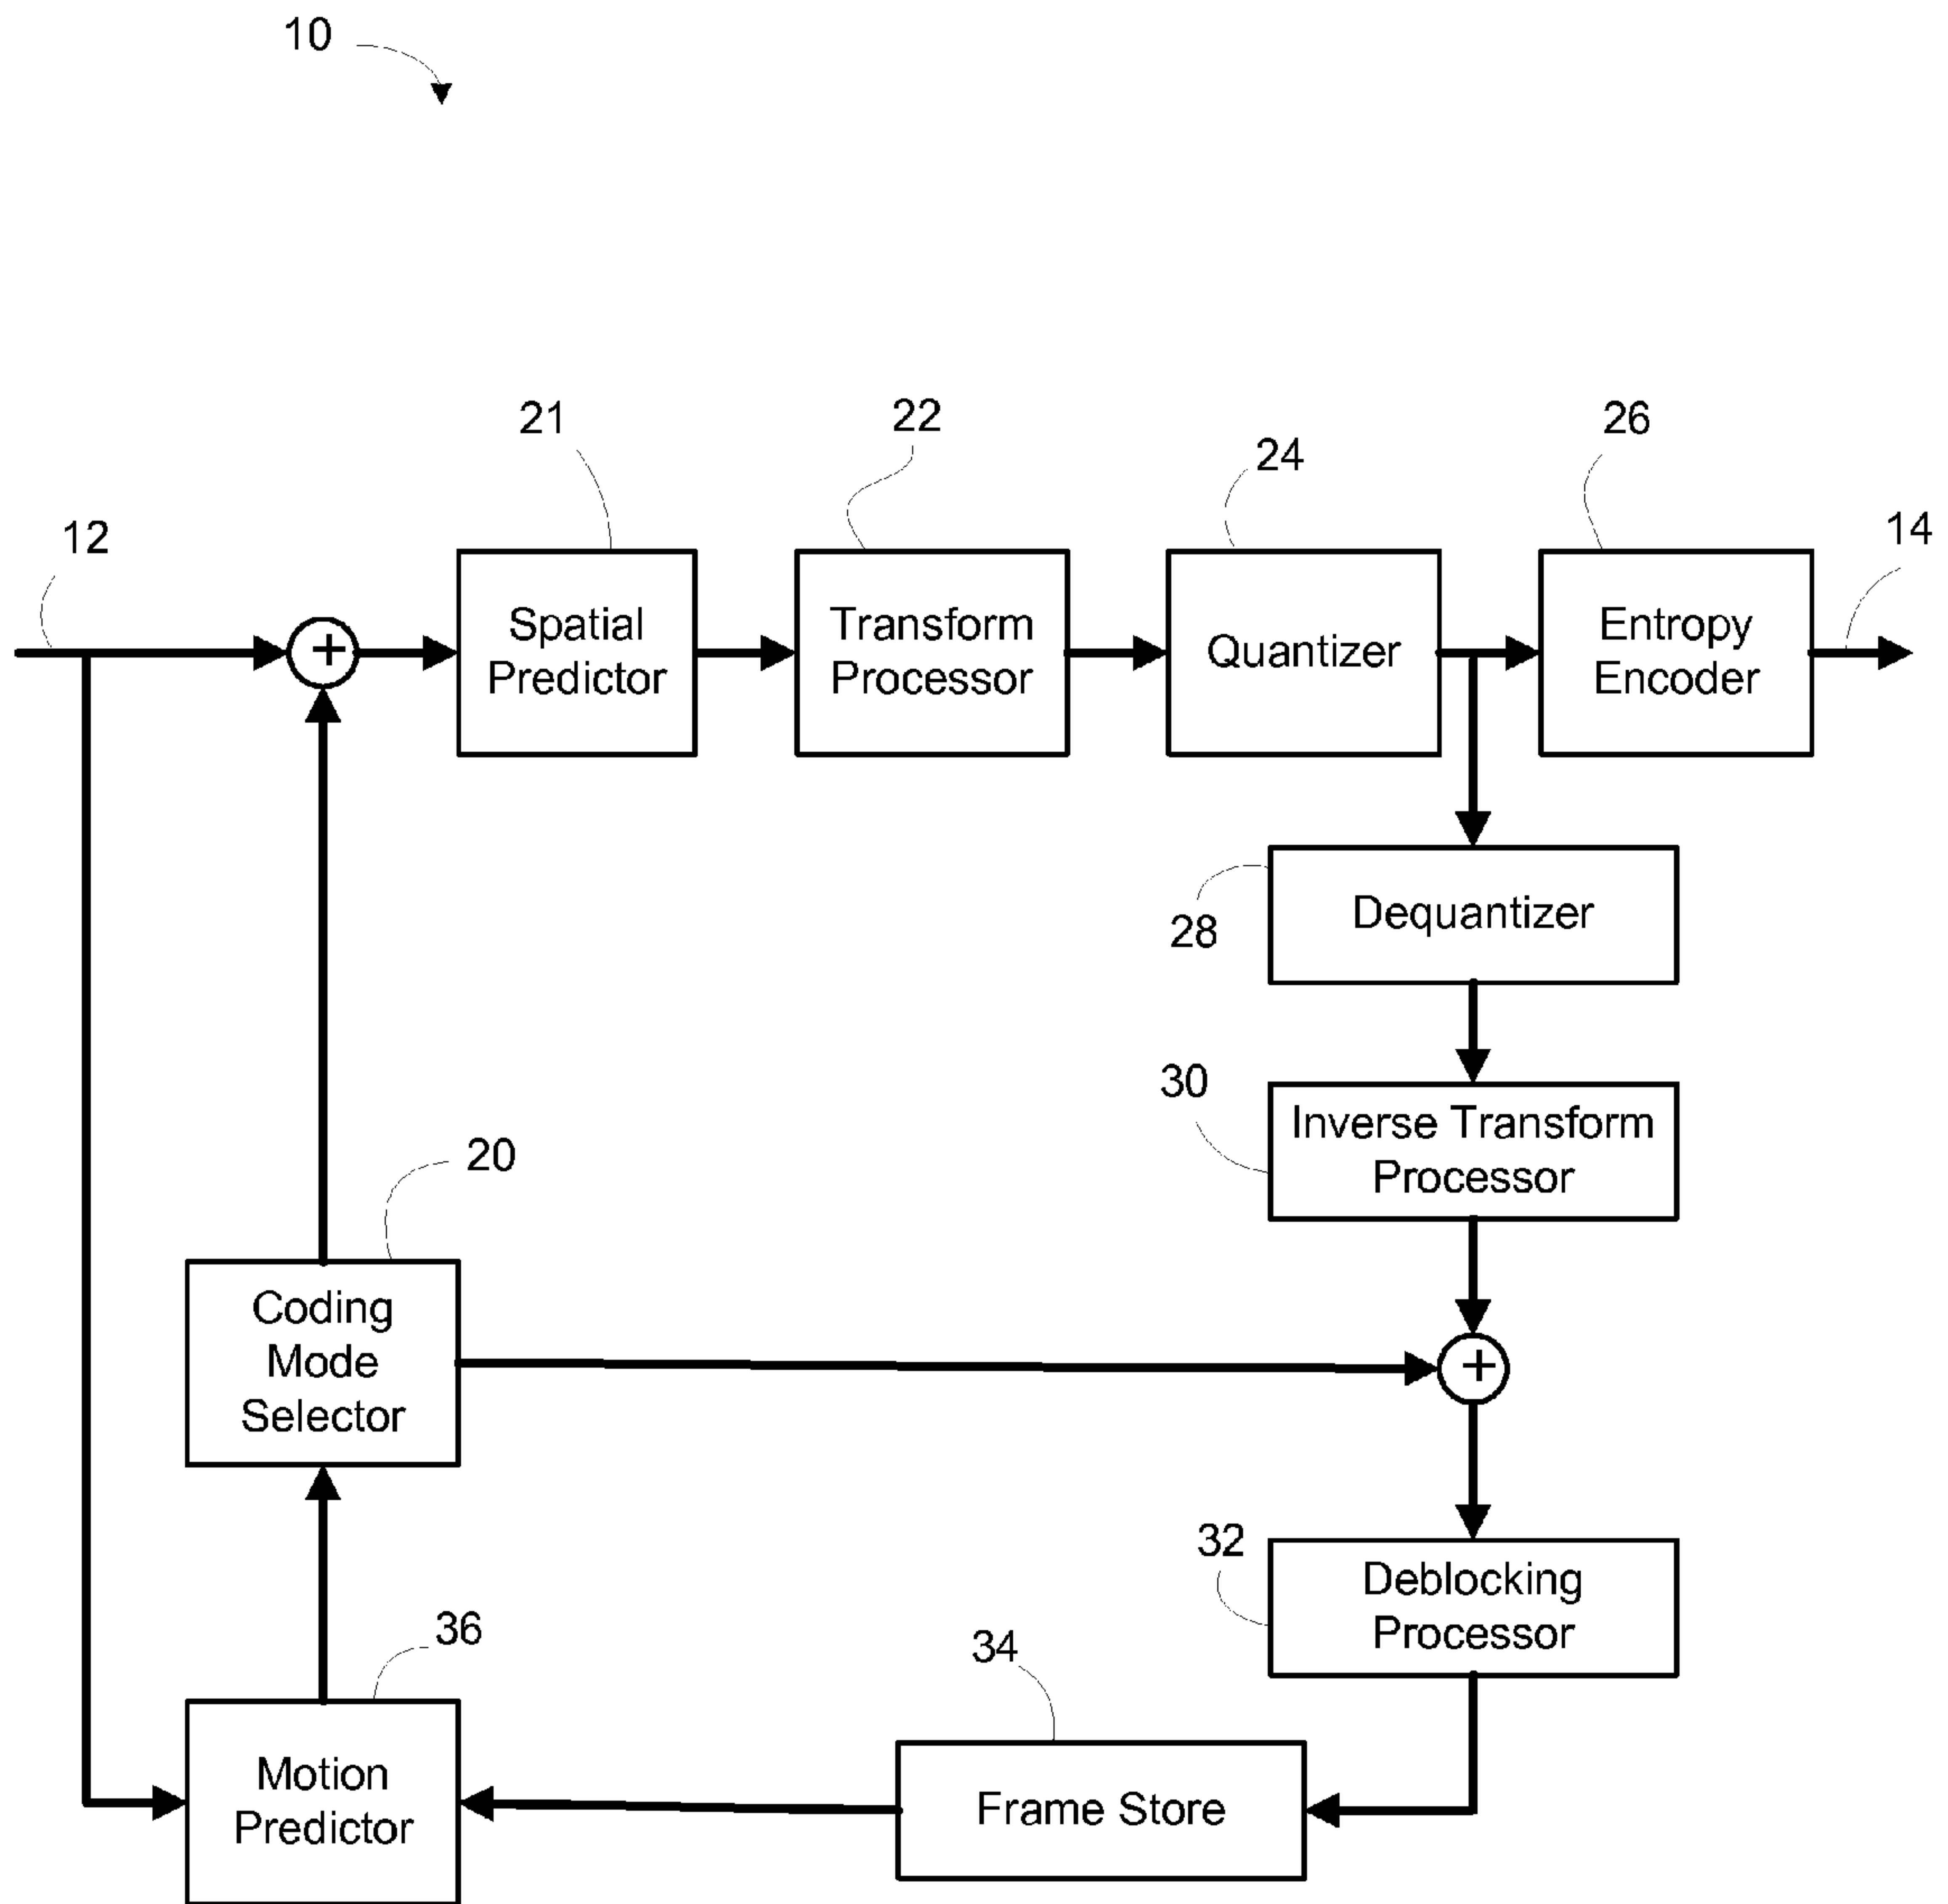 10
21
22
24
26
12
14
Spatial
Predictor
Transform
Processor
Quantizer
Entropy
Encoder
+
28
Dequantizer
30
Inverse Transform
Processor
20
Coding
Mode
Selector
+
32
Deblocking
Processor
36
34
Motion
Predictor
Frame Store